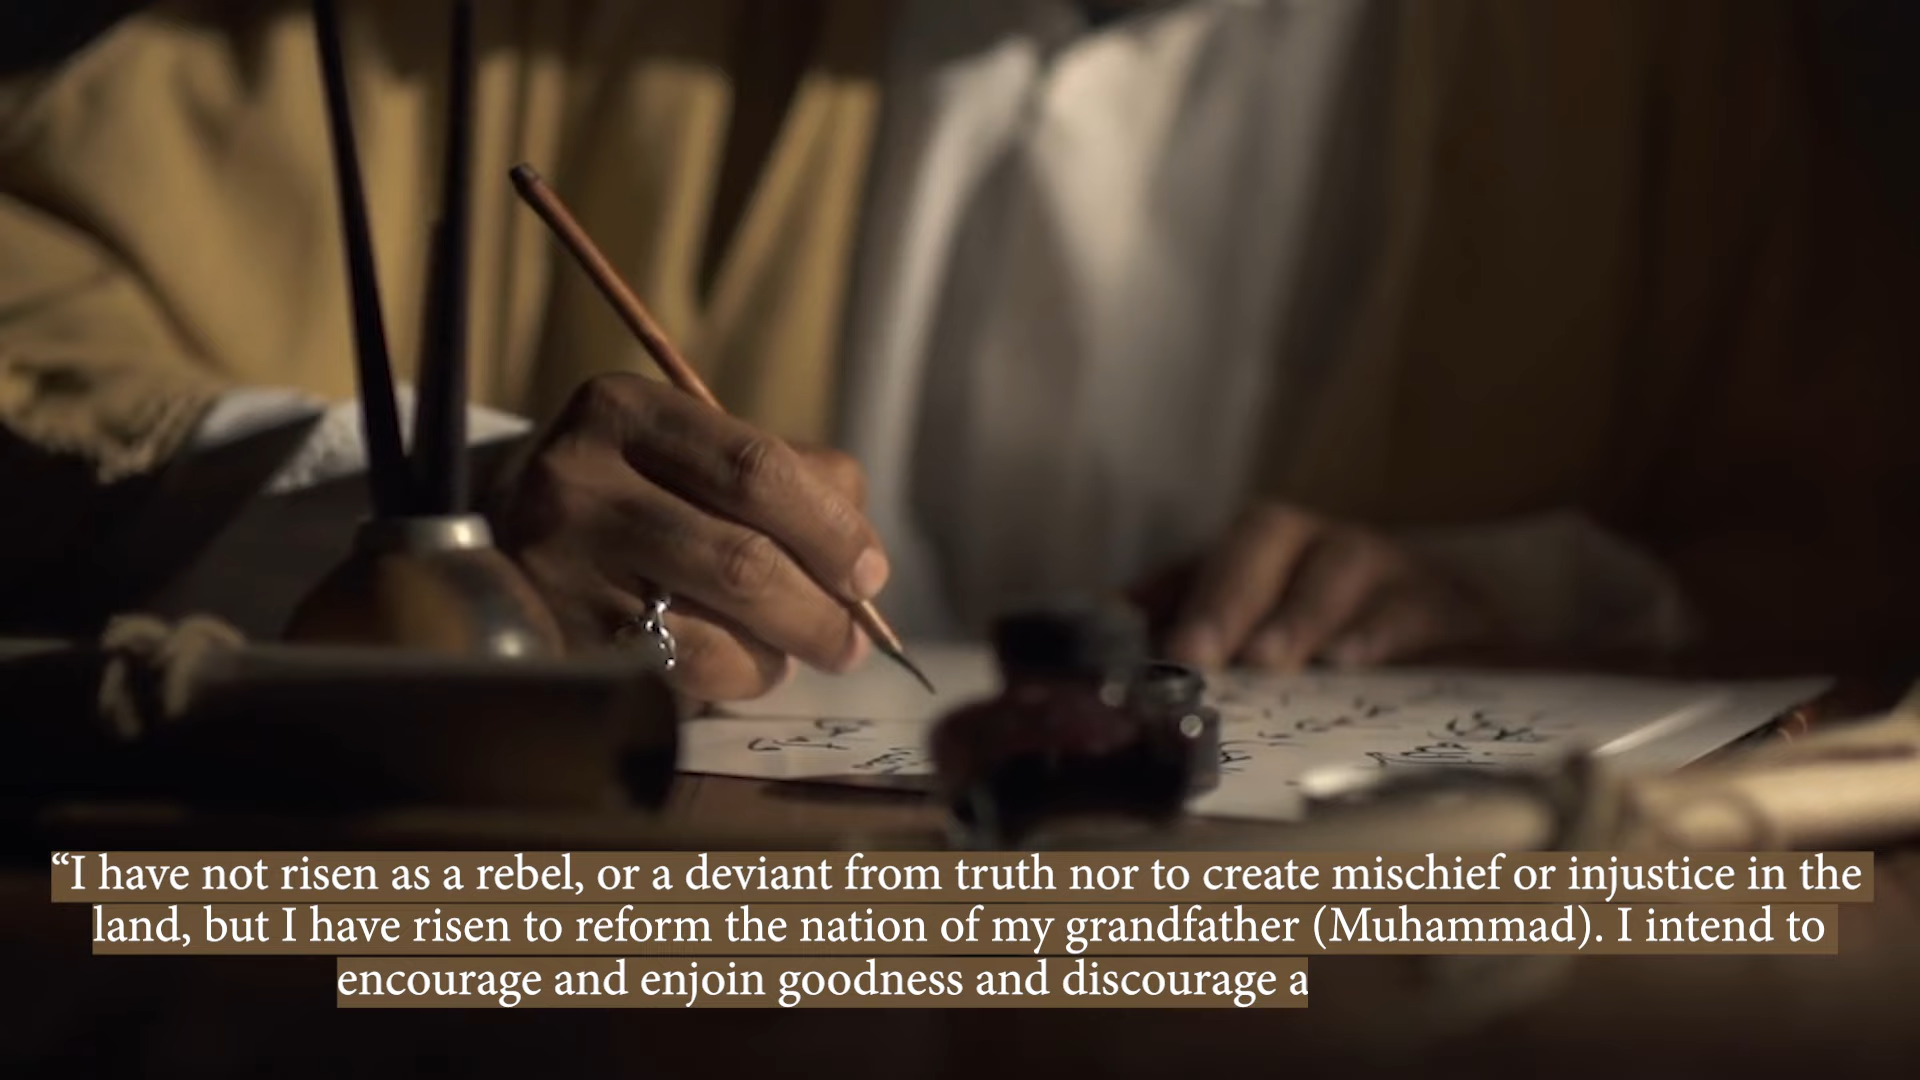 “I have not risen as a rebel, or a deviant from truth nor to create mischief or injustice in the
land, but I have risen to reform the nation of my grandfather (Muhammad). I intend to
encourage and enjoin goodness and discourage a